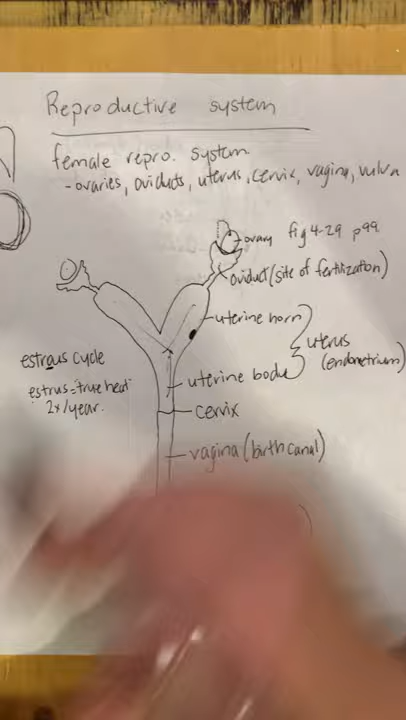 Reproductive system
female repro. system
- ovaries, oviducts, uterus, cervix, vagina, vulva
ovary fig 4-29 p99
oviduct (site of fertilization)
uterine horn
uterus
(endometrium)
estrous cycle
uterine body
estrus = "true heat"
2x/year.
cervix
vagina (birth canal)